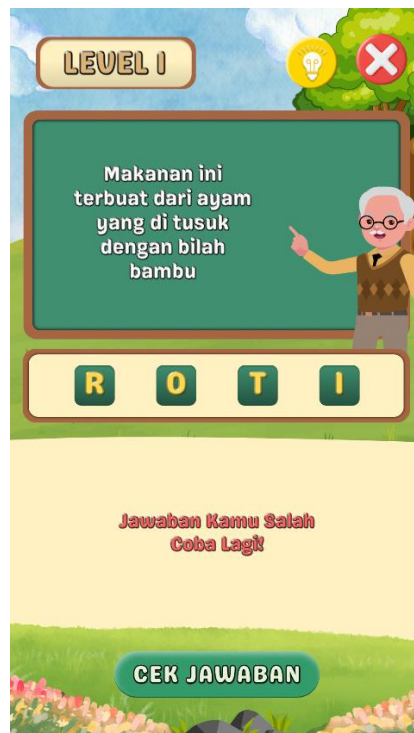 LEVEL 1
Makanan ini
terbuat dari ayam
yang di tusuk
dengan bilah
bambu
R O T I
Jawaban Kamu Salah
Coba Lagi!
CEK JAWABAN